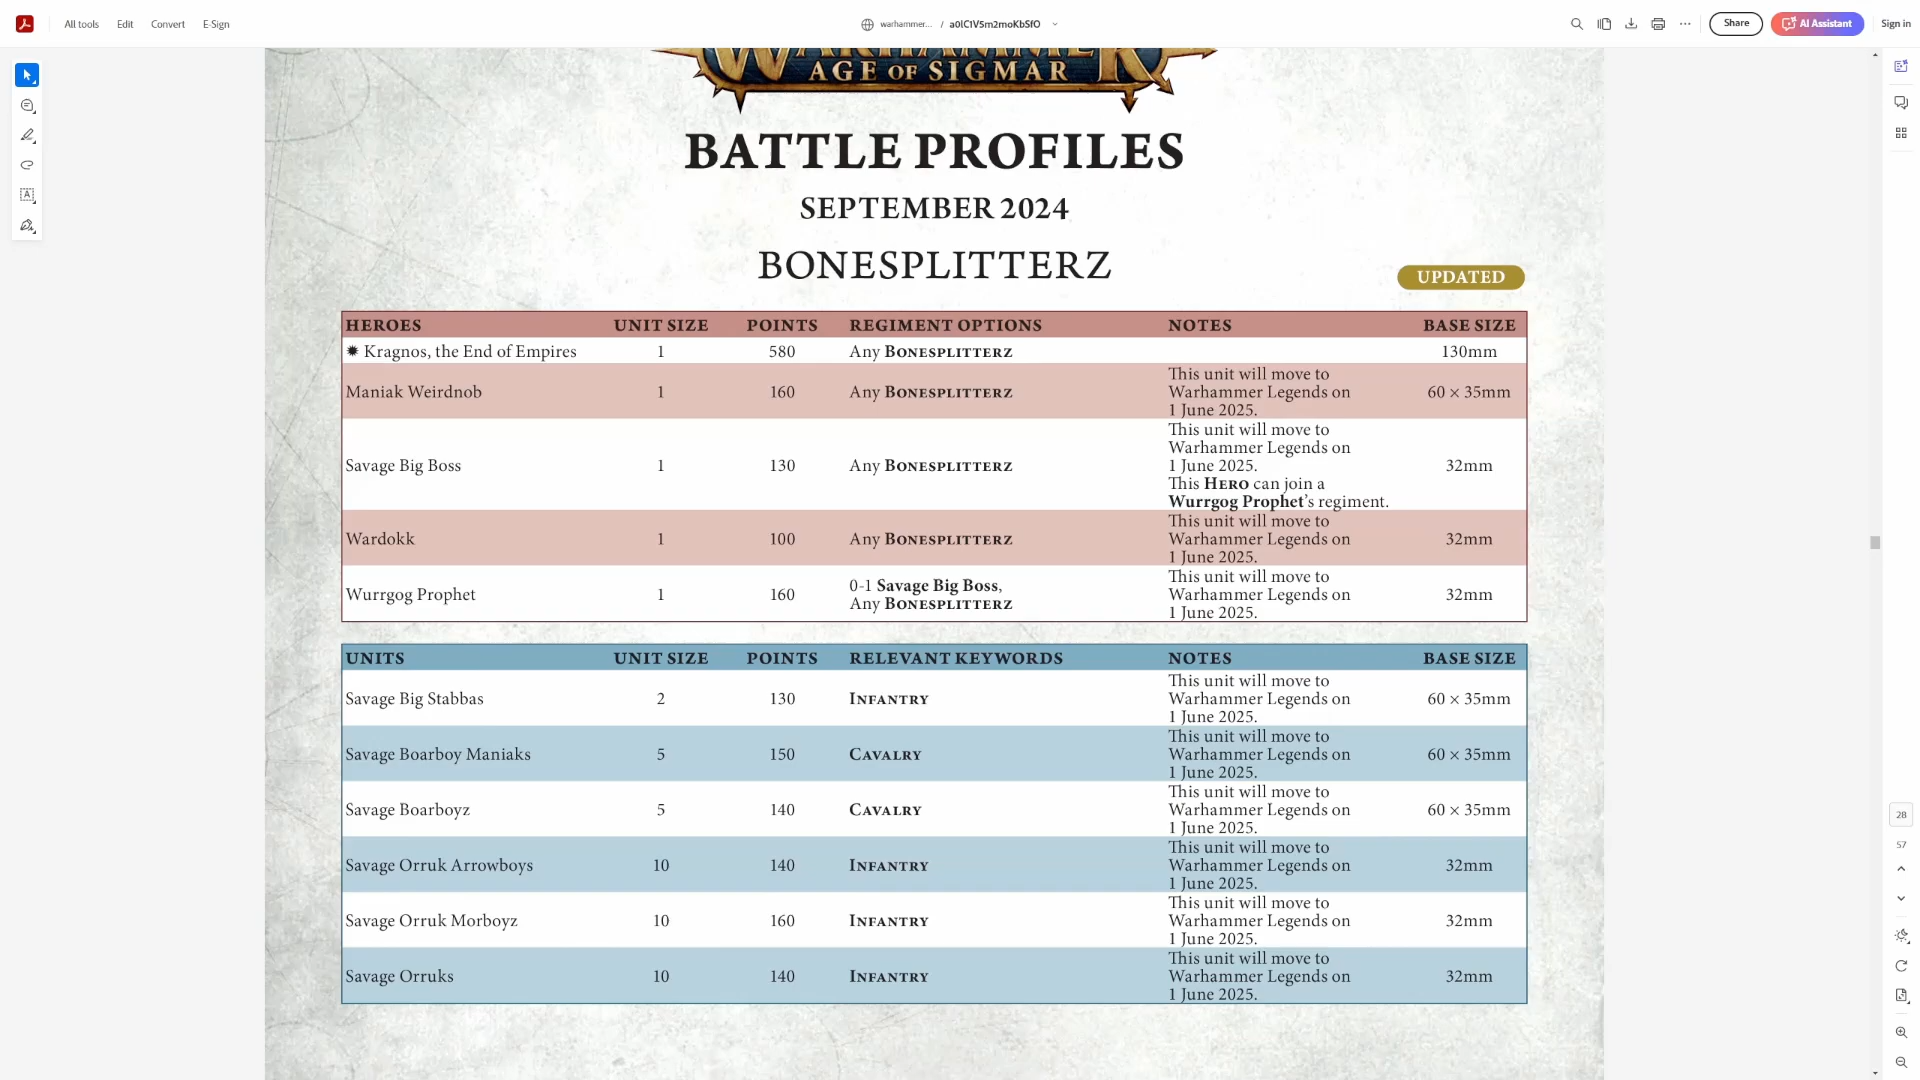 All tools Edit Convert E-Sign
warhammer... / a0lC1V5m2moKbSfO
Share
AI Assistant
Sign in
WARHAMMER
AGE OF SIGMAR
BATTLE PROFILES
SEPTEMBER 2024
BONESPLITTERZ
UPDATED
HEROES UNIT SIZE POINTS REGIMENT OPTIONS NOTES BASE SIZE
Kragnos, the End of Empires 1 580 Any BONESPLITTERZ 130mm
Maniak Weirdnob 1 160 Any BONESPLITTERZ This unit will move to
Warhammer Legends on
1 June 2025. 60 × 35mm
Savage Big Boss 1 130 Any BONESPLITTERZ This unit will move to
Warhammer Legends on
1 June 2025.
This HERO can join a
Wurrgog Prophet's regiment. 32mm
Wardokk 1 100 Any BONESPLITTERZ This unit will move to
Warhammer Legends on
1 June 2025. 32mm
Wurrgog Prophet 1 160 0-1 Savage Big Boss,
Any BONESPLITTERZ This unit will move to
Warhammer Legends on
1 June 2025. 32mm
UNITS UNIT SIZE POINTS RELEVANT KEYWORDS NOTES BASE SIZE
Savage Big Stabbas 2 130 INFANTRY This unit will move to
Warhammer Legends on
1 June 2025. 60 × 35mm
Savage Boarboy Maniaks 5 150 CAVALRY This unit will move to
Warhammer Legends on
1 June 2025. 60 × 35mm
Savage Boarboyz 5 140 CAVALRY This unit will move to
Warhammer Legends on
1 June 2025. 60 × 35mm
Savage Orruk Arrowboys 10 140 INFANTRY This unit will move to
Warhammer Legends on
1 June 2025. 32mm
Savage Orruk Morboyz 10 160 INFANTRY This unit will move to
Warhammer Legends on
1 June 2025. 32mm
Savage Orruks 10 140 INFANTRY This unit will move to
Warhammer Legends on
1 June 2025. 32mm
28
57